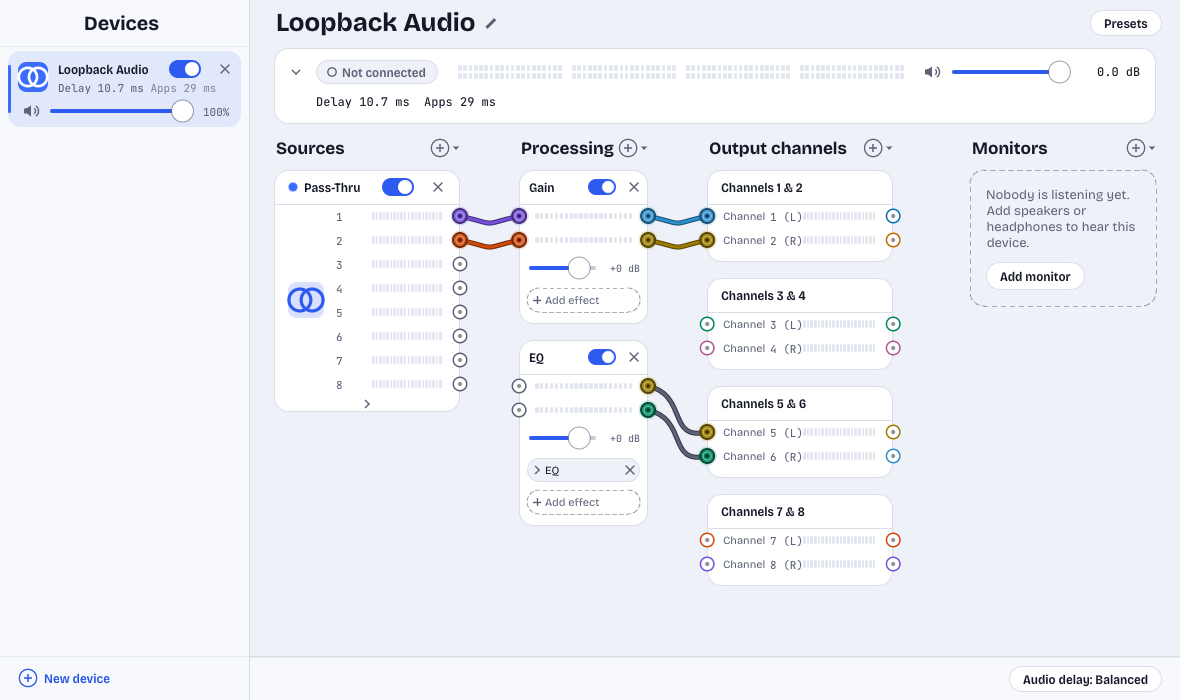 Devices
Loopback Audio
Delay 10.7 ms Apps 29 ms
100%
New device
Loopback Audio
Presets
Not connected
0.0 dB
Delay 10.7 ms Apps 29 ms
Sources
Pass-Thru
1
2
3
4
5
6
7
8
Processing
Gain
+0 dB
+ Add effect
EQ
+0 dB
EQ
+ Add effect
Output channels
Channels 1 & 2
Channel 1 (L)
Channel 2 (R)
Channels 3 & 4
Channel 3 (L)
Channel 4 (R)
Channels 5 & 6
Channel 5 (L)
Channel 6 (R)
Channels 7 & 8
Channel 7 (L)
Channel 8 (R)
Monitors
Nobody is listening yet.
Add speakers or
headphones to hear this
device.
Add monitor
Audio delay: Balanced